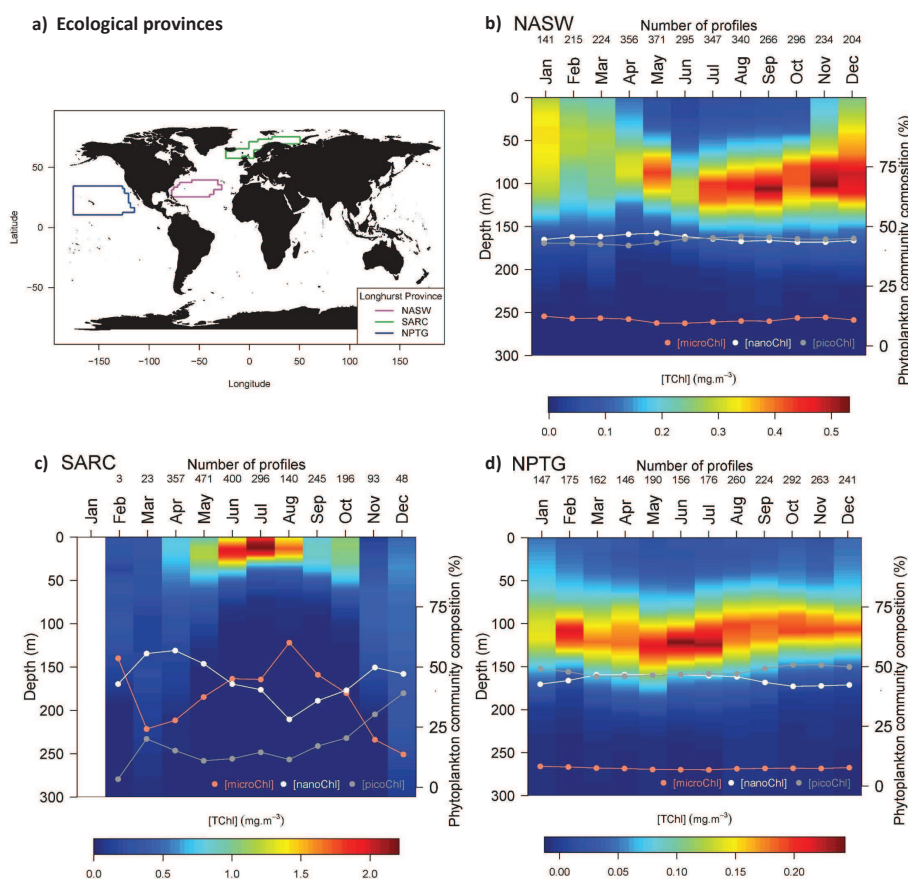 a) Ecological provinces
50
0
−50
Latitude
−150 −100 −50 0 50 100 150
Longitude
Longhurst Province
NASW
SARC
NPTG
b) NASW
Number of profiles
141 215 224 356 371 295 347 340 266 296 234 204
Jan Feb Mar Apr May Jun Jul Aug Sep Oct Nov Dec
0
50
100
150
200
250
300
Depth (m)
75
50
25
0
Phytoplankton community composition (%)
[microChl] [nanoChl] [picoChl]
[TChl] (mg.m⁻³)
0.0 0.1 0.2 0.3 0.4 0.5
c) SARC
Number of profiles
3 23 357 471 400 296 140 245 196 93 48
Jan Feb Mar Apr May Jun Jul Aug Sep Oct Nov Dec
0
50
100
150
200
250
300
Depth (m)
75
50
25
0
Phytoplankton community composition (%)
[microChl] [nanoChl] [picoChl]
[TChl] (mg.m⁻³)
0.0 0.5 1.0 1.5 2.0
d) NPTG
Number of profiles
147 175 162 146 190 156 176 260 224 292 263 241
Jan Feb Mar Apr May Jun Jul Aug Sep Oct Nov Dec
0
50
100
150
200
250
300
Depth (m)
75
50
25
0
Phytoplankton community composition (%)
[microChl] [nanoChl] [picoChl]
[TChl] (mg.m⁻³)
0.00 0.05 0.10 0.15 0.20